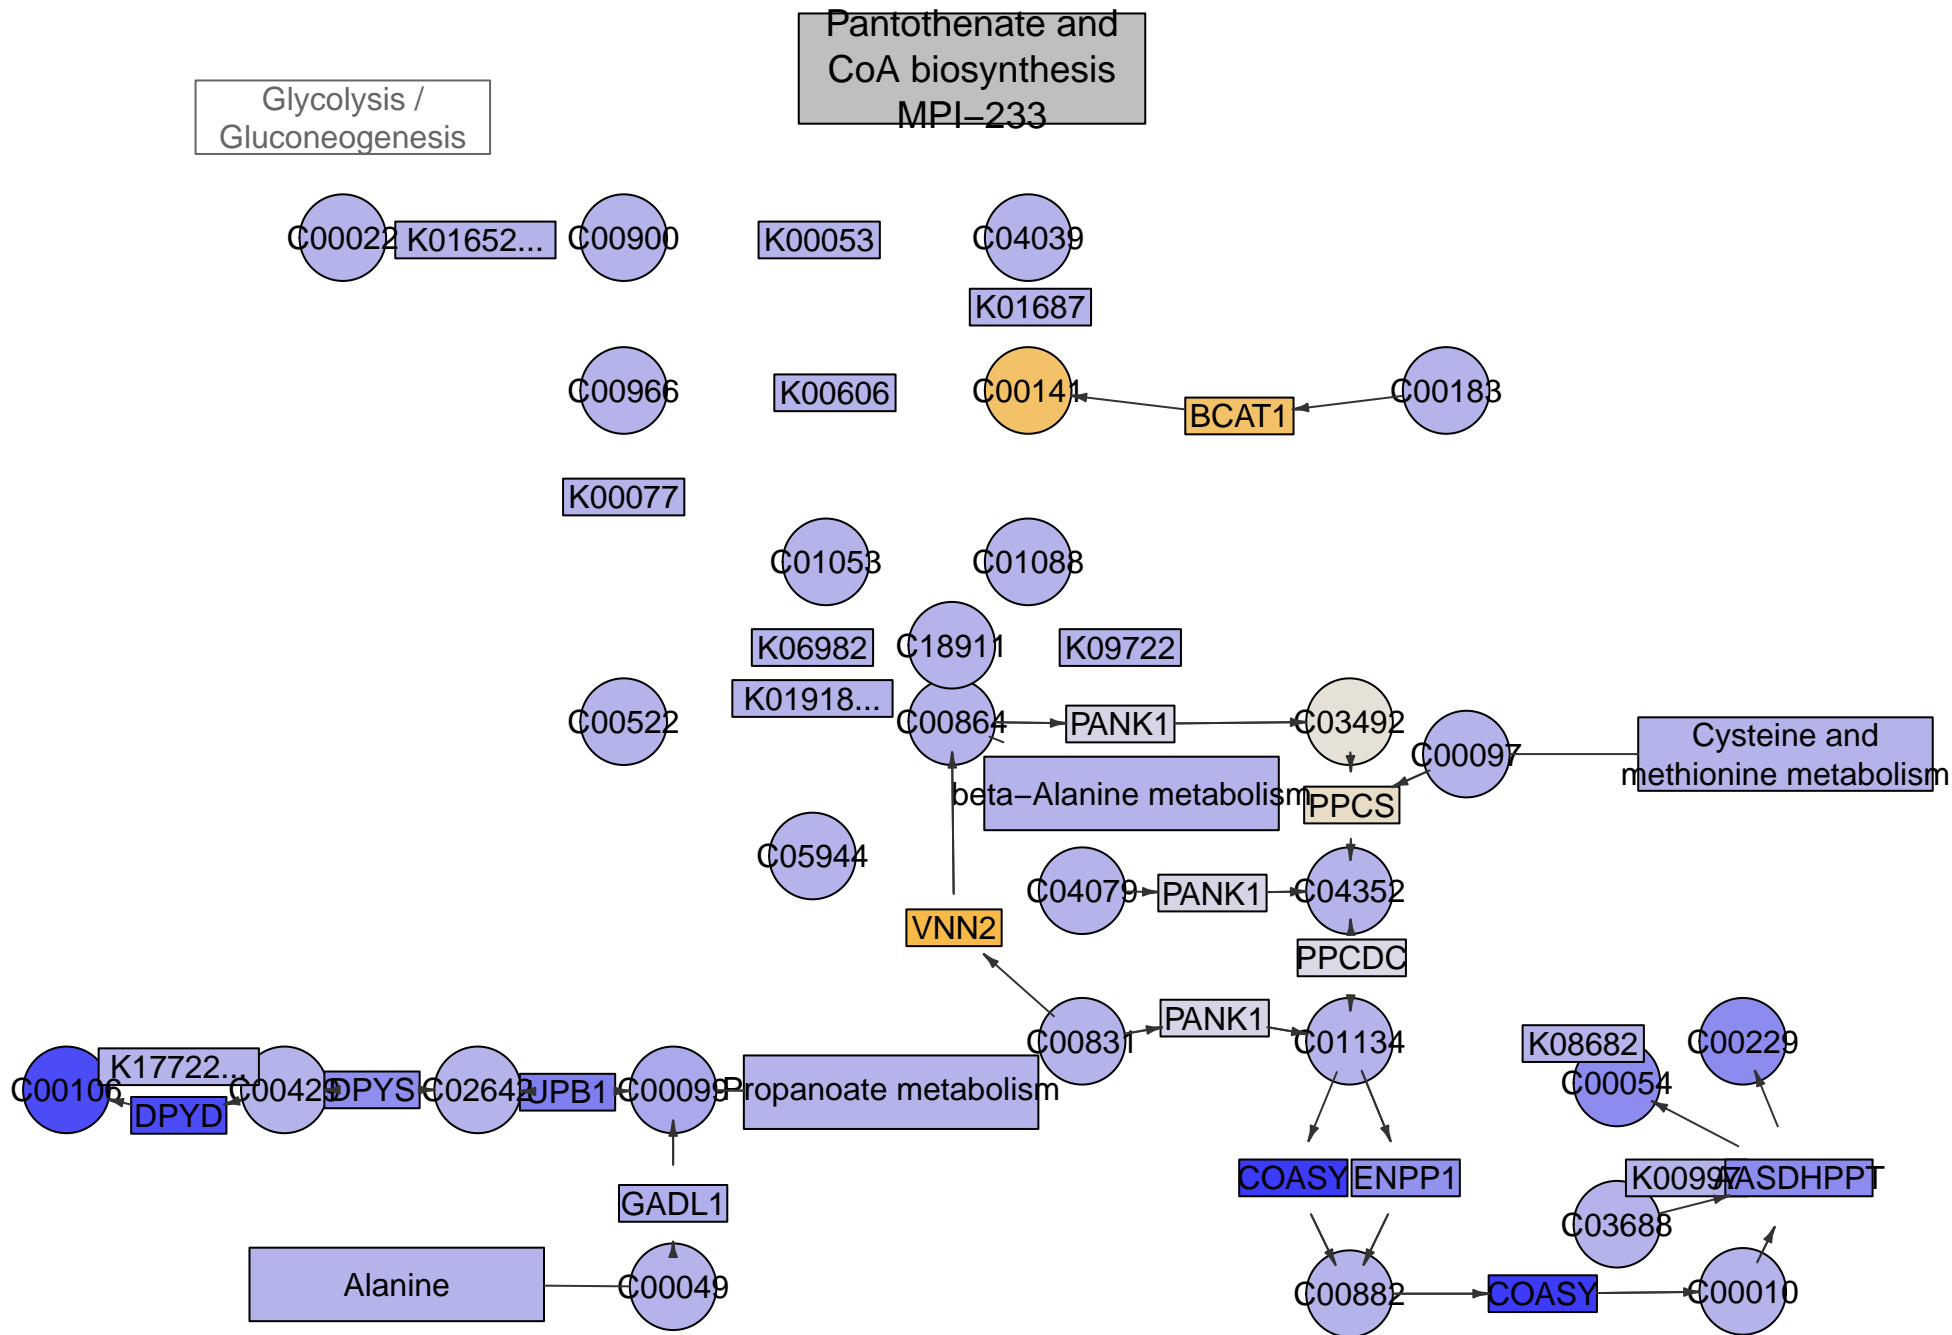 Pantothenate and
CoA biosynthesis
MPI−233
Glycolysis /
Gluconeogenesis
C00022
K01652...
C00900
K00053
C04039
K01687
C00966
K00606
C00141
BCAT1
C00183
K00077
C01053
C01088
K06982
C18911
K09722
K01918...
C00522
C00864
PANK1
C03492
C00097
Cysteine and
methionine metabolism
beta−Alanine metabolism
PPCS
C05944
C04079
PANK1
C04352
VNN2
PPCDC
C00831
PANK1
C01134
K08682
C00229
C00054
C00106
K17722...
DPYD
C00429
DPYS
C02642
UPB1
C00099
Propanoate metabolism
COASY
ENPP1
K00997
AASDHPPT
GADL1
C03688
Alanine
C00049
C00882
COASY
C00010